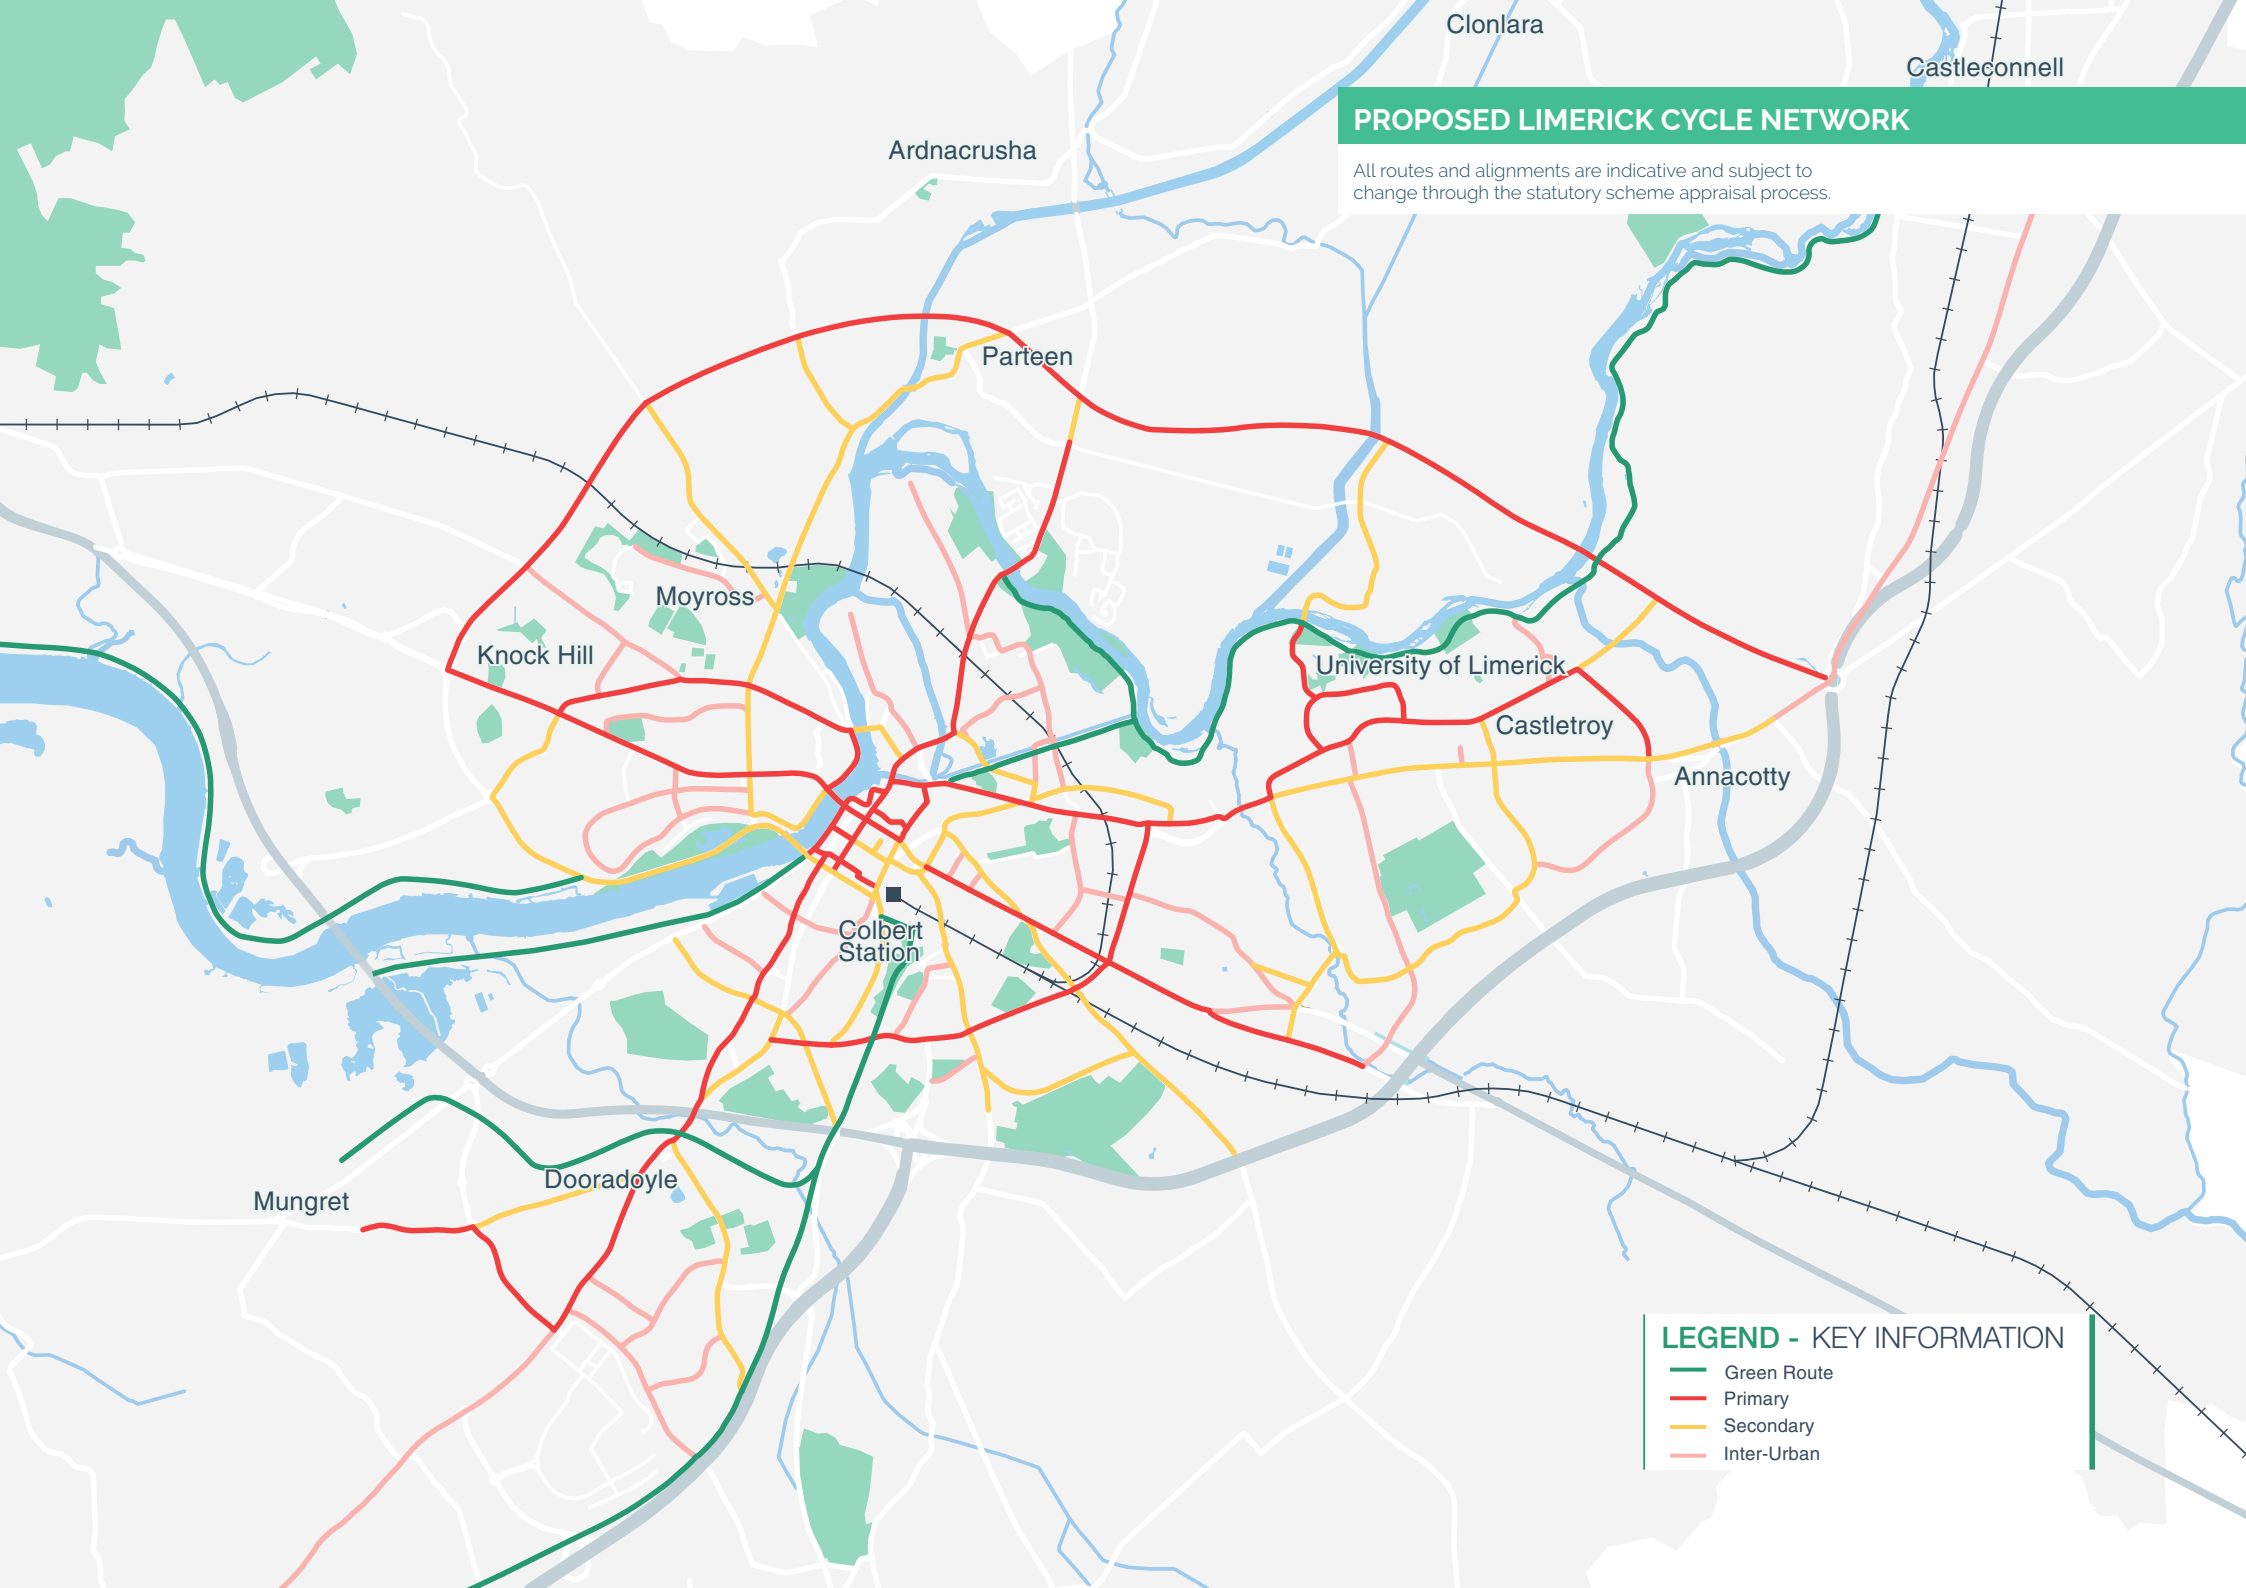 Clonlara
Castleconnell
PROPOSED LIMERICK CYCLE NETWORK
All routes and alignments are indicative and subject to
change through the statutory scheme appraisal process.
Ardnacrusha
Parteen
Moyross
Knock Hill
University of Limerick
Castletroy
Annacotty
Colbert
Station
Dooradoyle
Mungret
LEGEND - KEY INFORMATION
Green Route
Primary
Secondary
Inter-Urban